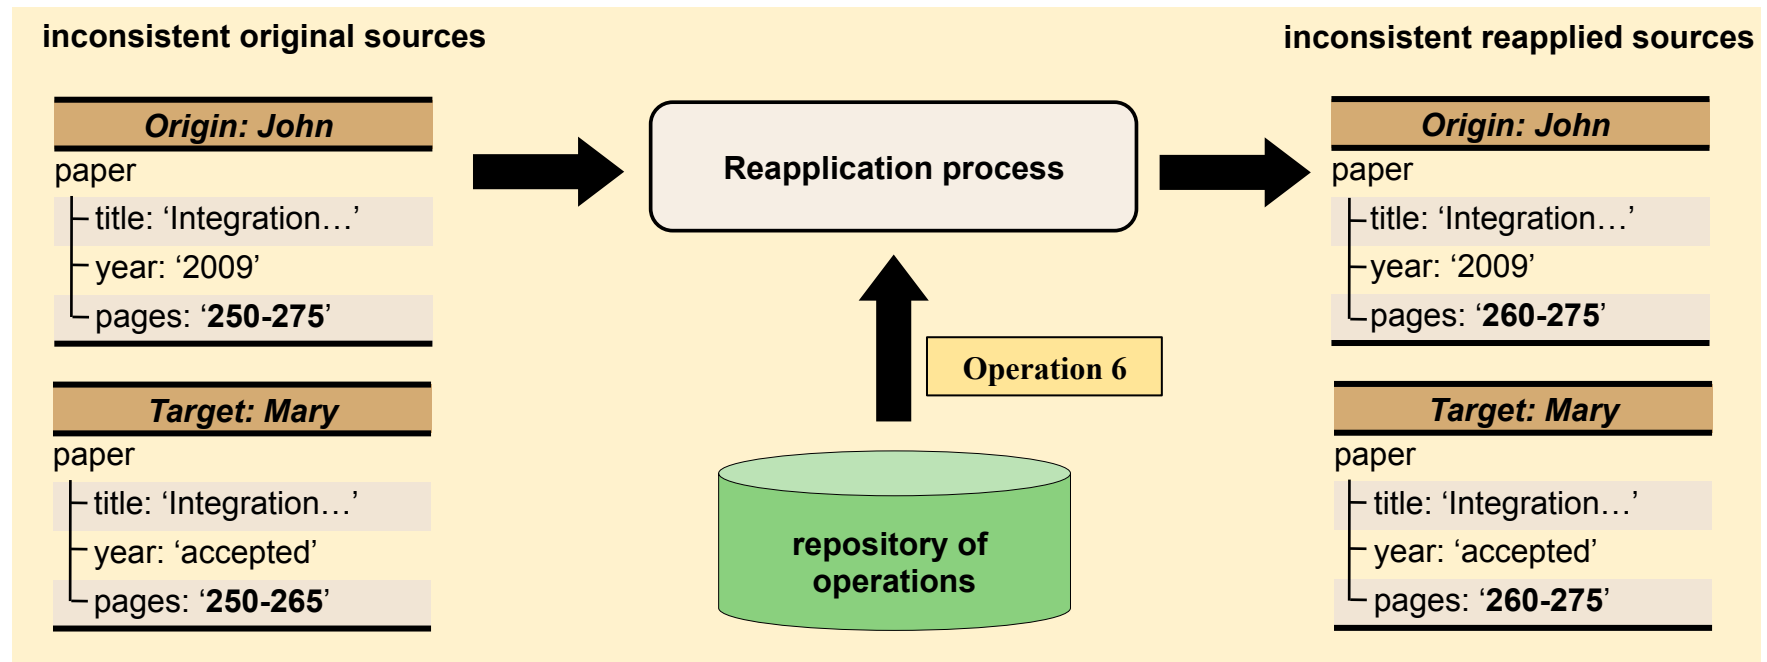 inconsistent original sources
Origin: John
paper
title: ‘Integration…’
year: ‘2009’
pages: ‘250-275’
Target: Mary
paper
title: ‘Integration…’
year: ‘accepted’
pages: ‘250-265’
Reapplication process
Operation 6
repository of
operations
inconsistent reapplied sources
Origin: John
paper
title: ‘Integration…’
year: ‘2009’
pages: ‘260-275’
Target: Mary
paper
title: ‘Integration…’
year: ‘accepted’
pages: ‘260-275’